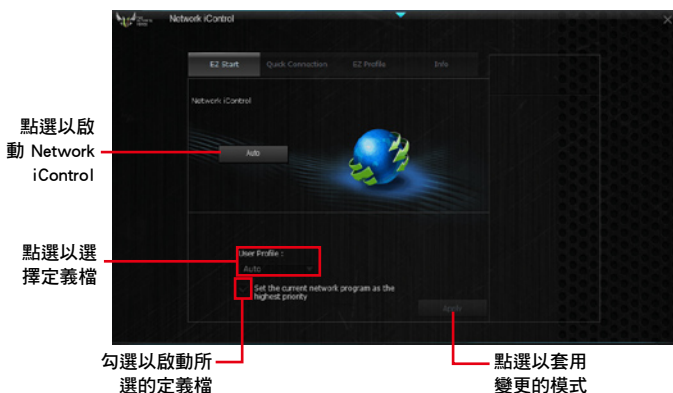 Network iControl
EZ Start
Quick Connection
EZ Profile
Info
Network iControl
Auto
點選以啟
動 Network
iControl
User Profile :
Auto
點選以選
擇定義檔
Set the current network program as the
highest priority
Apply
勾選以啟動所
選的定義檔
點選以套用
變更的模式